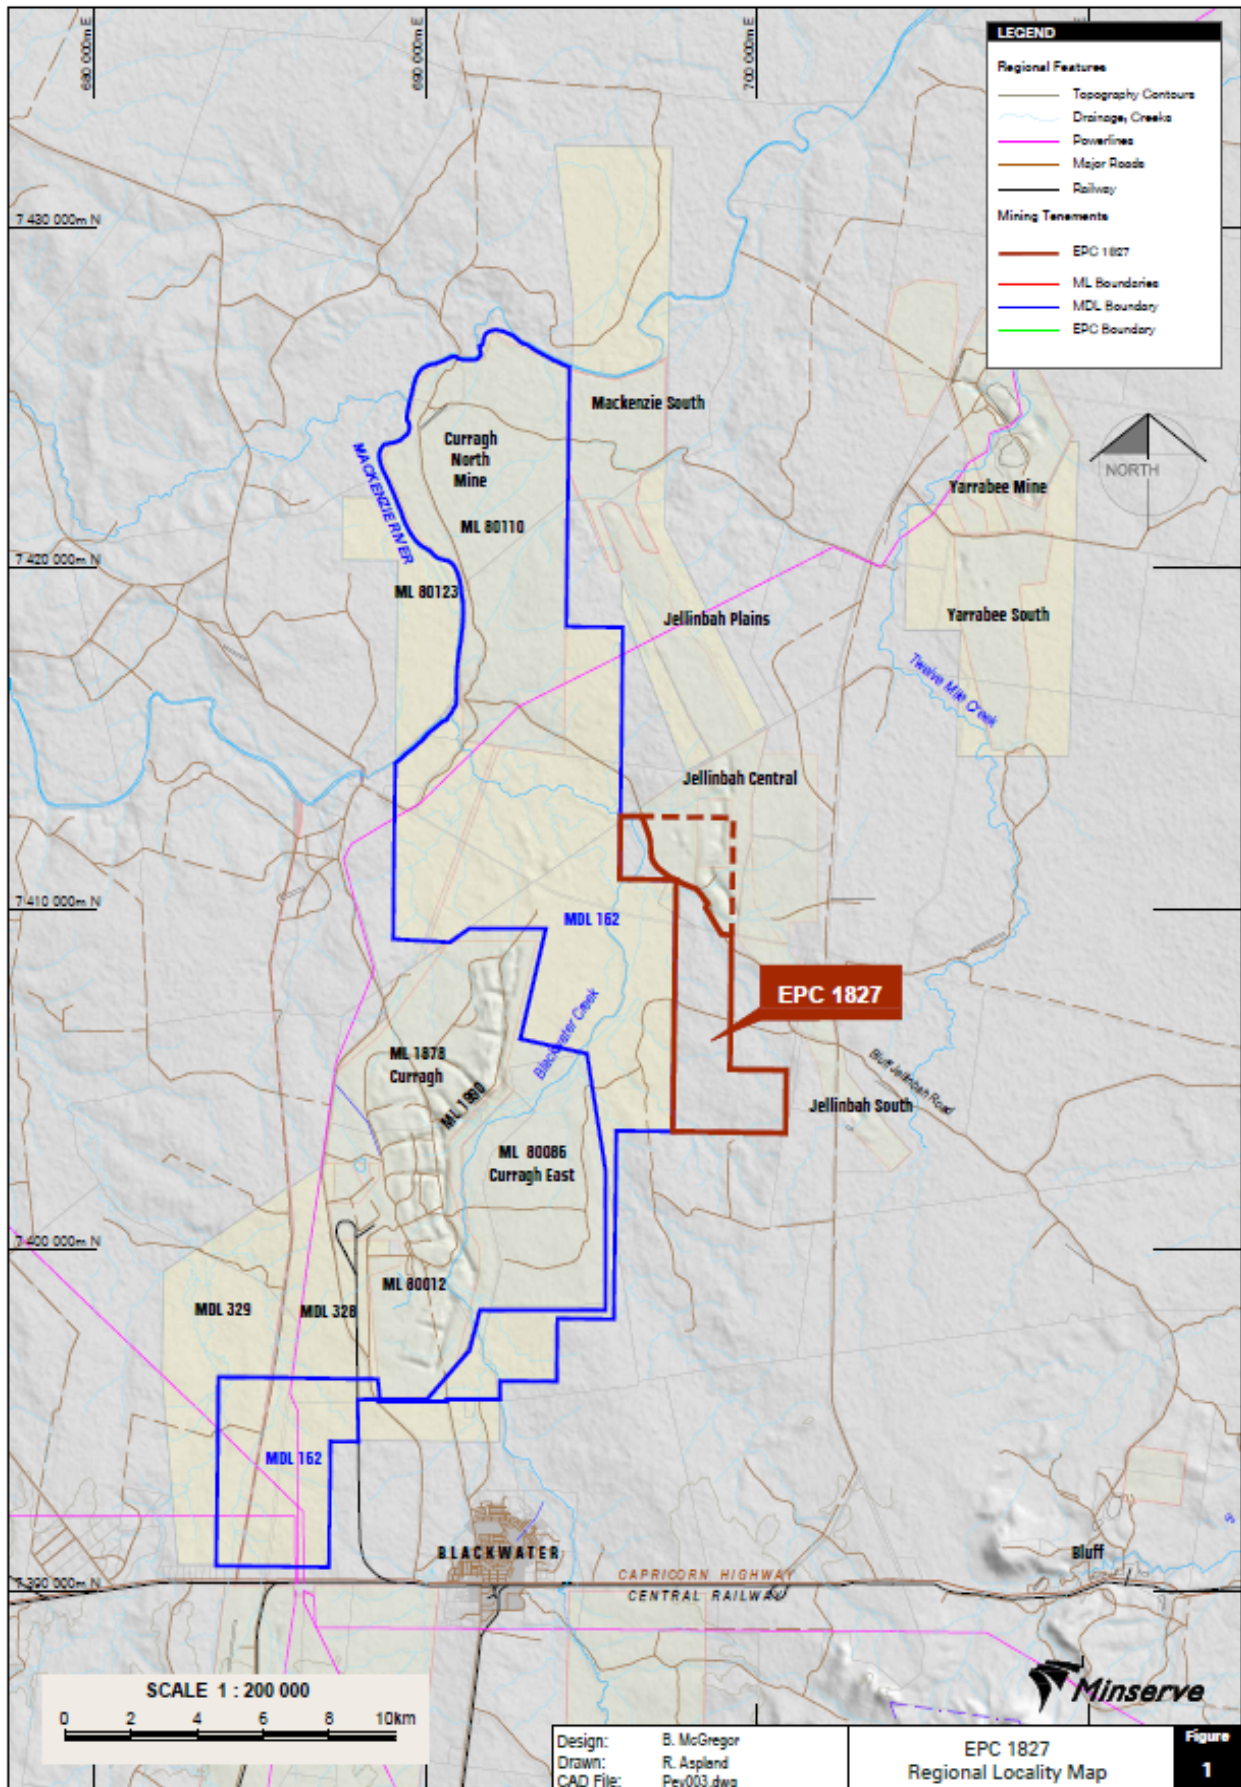 680 000m E
690 000m E
700 000m E
LEGEND
Regional Features
Topography Contours
Drainage, Creeks
Powerlines
Major Roads
Railway
Mining Tenements
EPC 1827
ML Boundaries
MDL Boundary
EPC Boundary
7 430 000m N
Mackenzie South
Curragh
North
Mine
MACKENZIE RIVER
NORTH
Yarrabee Mine
ML 80110
7 420 000m N
ML 80123
Jellinbah Plains
Yarrabee South
Twelve Mile Creek
Jellinbah Central
7 410 000m N
MDL 162
EPC 1827
Blackwater Creek
ML 1878
Curragh
ML 1990
Bluff Jellinbah Road
Jellinbah South
ML 80086
Curragh East
7 400 000m N
ML 80012
MDL 329
MDL 328
MDL 162
BLACKWATER
Bluff
CAPRICORN HIGHWAY
7 390 000m N
CENTRAL RAILWAY
SCALE 1 : 200 000
0 2 4 6 8 10km
Minserve
Design: B. McGregor
Drawn: R. Aspland
CAD File: Pev003.dwg
EPC 1827
Regional Locality Map
Figure
1